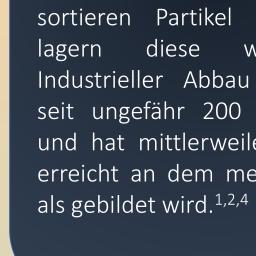 sortieren Partikel
lagern diese
Industrieller Abbau
seit ungefähr 200
und hat mittlerweile
erreicht an dem
als gebildet wird.1,2,4